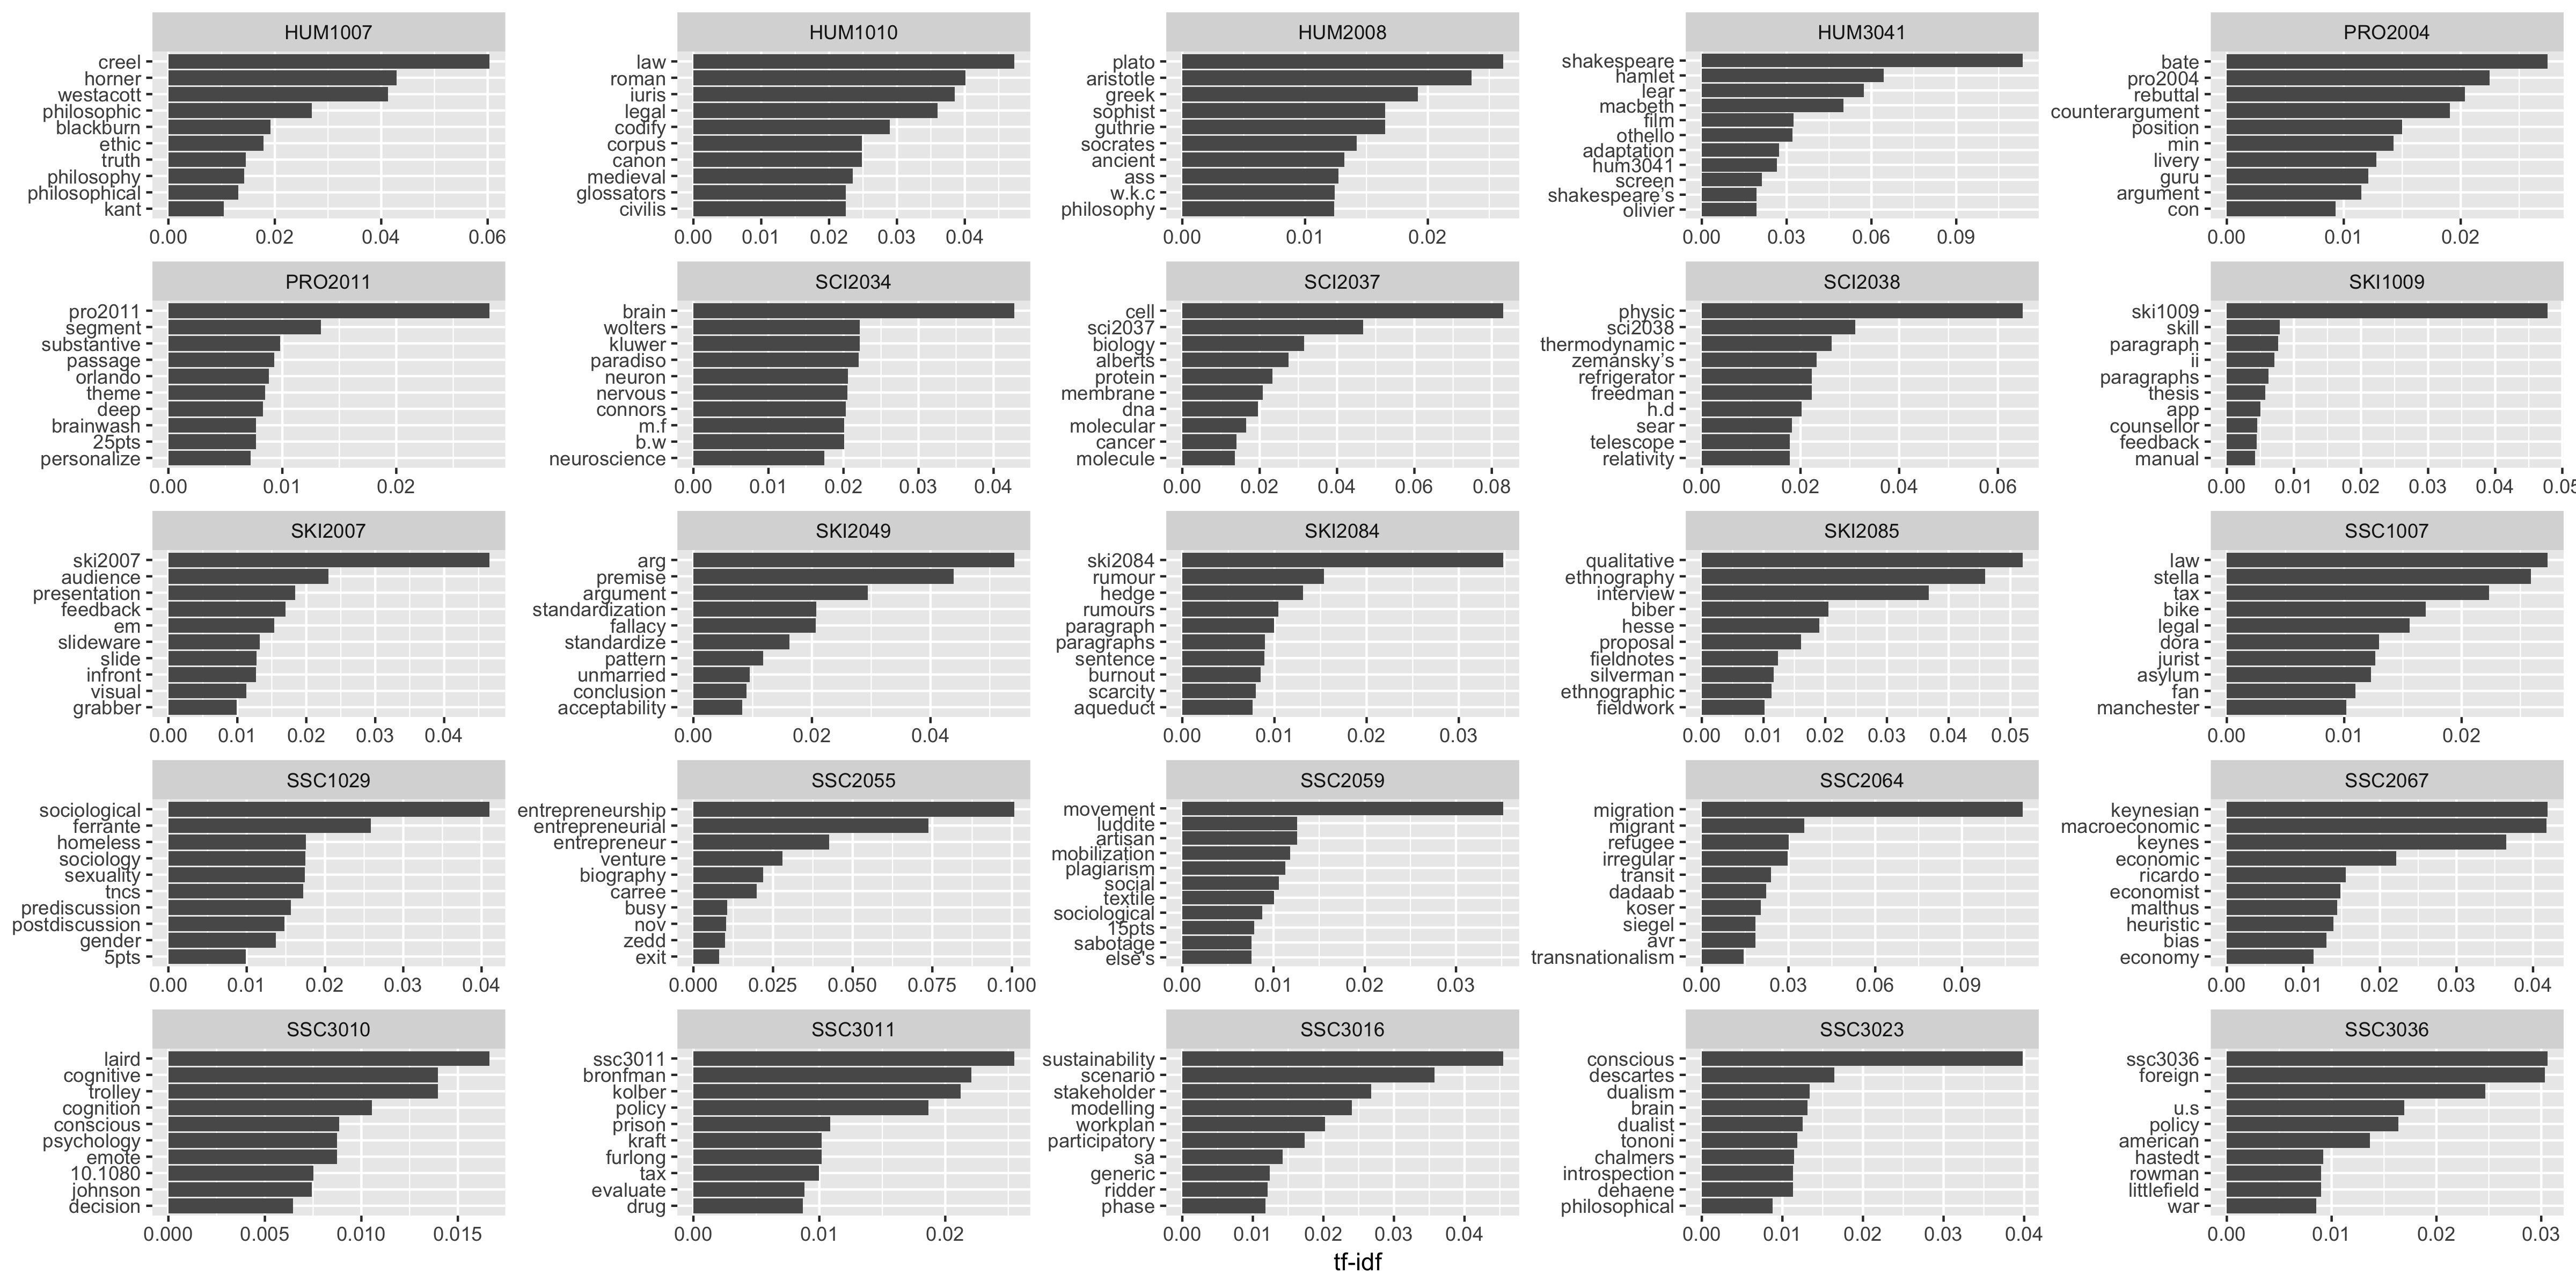 HUM1007
creel
horner
westacott
philosophic
blackburn
ethic
truth
philosophy
philosophical
kant
0.00 0.02 0.04 0.06
HUM1010
law
roman
iuris
legal
codify
corpus
canon
medieval
glossators
civilis
0.00 0.01 0.02 0.03 0.04
HUM2008
plato
aristotle
greek
sophist
guthrie
socrates
ancient
ass
w.k.c
philosophy
0.00 0.01 0.02
HUM3041
shakespeare
hamlet
lear
macbeth
film
othello
adaptation
hum3041
screen
shakespeare's
olivier
0.00 0.03 0.06 0.09
PRO2004
bate
pro2004
rebuttal
counterargument
position
min
livery
guru
argument
con
0.00 0.01 0.02
PRO2011
pro2011
segment
substantive
passage
orlando
theme
deep
brainwash
25pts
personalize
0.00 0.01 0.02
SCI2034
brain
wolters
kluwer
paradiso
neuron
nervous
connors
m.f
b.w
neuroscience
0.00 0.01 0.02 0.03 0.04
SCI2037
cell
sci2037
biology
alberts
protein
membrane
dna
molecular
cancer
molecule
0.00 0.02 0.04 0.06 0.08
SCI2038
physic
sci2038
thermodynamic
zemansky's
refrigerator
freedman
h.d
sear
telescope
relativity
0.00 0.02 0.04 0.06
SKI1009
ski1009
skill
paragraph
ii
paragraphs
thesis
app
counsellor
feedback
manual
0.00 0.01 0.02 0.03 0.04 0.05
SKI2007
ski2007
audience
presentation
feedback
em
slideware
slide
infront
visual
grabber
0.00 0.01 0.02 0.03 0.04
SKI2049
arg
premise
argument
standardization
fallacy
standardize
pattern
unmarried
conclusion
acceptability
0.00 0.02 0.04
SKI2084
ski2084
rumour
hedge
rumours
paragraph
paragraphs
sentence
burnout
scarcity
aqueduct
0.00 0.01 0.02 0.03
SKI2085
qualitative
ethnography
interview
biber
hesse
proposal
fieldnotes
silverman
ethnographic
fieldwork
0.00 0.01 0.02 0.03 0.04 0.05
SSC1007
law
stella
tax
bike
legal
dora
jurist
asylum
fan
manchester
0.00 0.01 0.02
SSC1029
sociological
ferrante
homeless
sociology
sexuality
tncs
prediscussion
postdiscussion
gender
5pts
0.00 0.01 0.02 0.03 0.04
SSC2055
entrepreneurship
entrepreneurial
entrepreneur
venture
biography
carree
busy
nov
zedd
exit
0.000 0.025 0.050 0.075 0.100
SSC2059
movement
luddite
artisan
mobilization
plagiarism
social
textile
sociological
15pts
sabotage
else's
0.00 0.01 0.02 0.03
SSC2064
migration
migrant
refugee
irregular
transit
dadaab
koser
siegel
avr
transnationalism
0.00 0.03 0.06 0.09
SSC2067
keynesian
macroeconomic
keynes
economic
ricardo
economist
malthus
heuristic
bias
economy
0.00 0.01 0.02 0.03 0.04
SSC3010
laird
cognitive
trolley
cognition
conscious
psychology
emote
10.1080
johnson
decision
0.000 0.005 0.010 0.015
SSC3011
ssc3011
bronfman
kolber
policy
prison
kraft
furlong
tax
evaluate
drug
0.00 0.01 0.02
SSC3016
sustainability
scenario
stakeholder
modelling
workplan
participatory
sa
generic
ridder
phase
0.00 0.01 0.02 0.03 0.04
SSC3023
conscious
descartes
dualism
brain
dualist
tononi
chalmers
introspection
dehaene
philosophical
0.00 0.01 0.02 0.03 0.04
SSC3036
ssc3036
foreign
u.s
policy
american
hastedt
rowman
littlefield
war
0.00 0.01 0.02 0.03
tf-idf